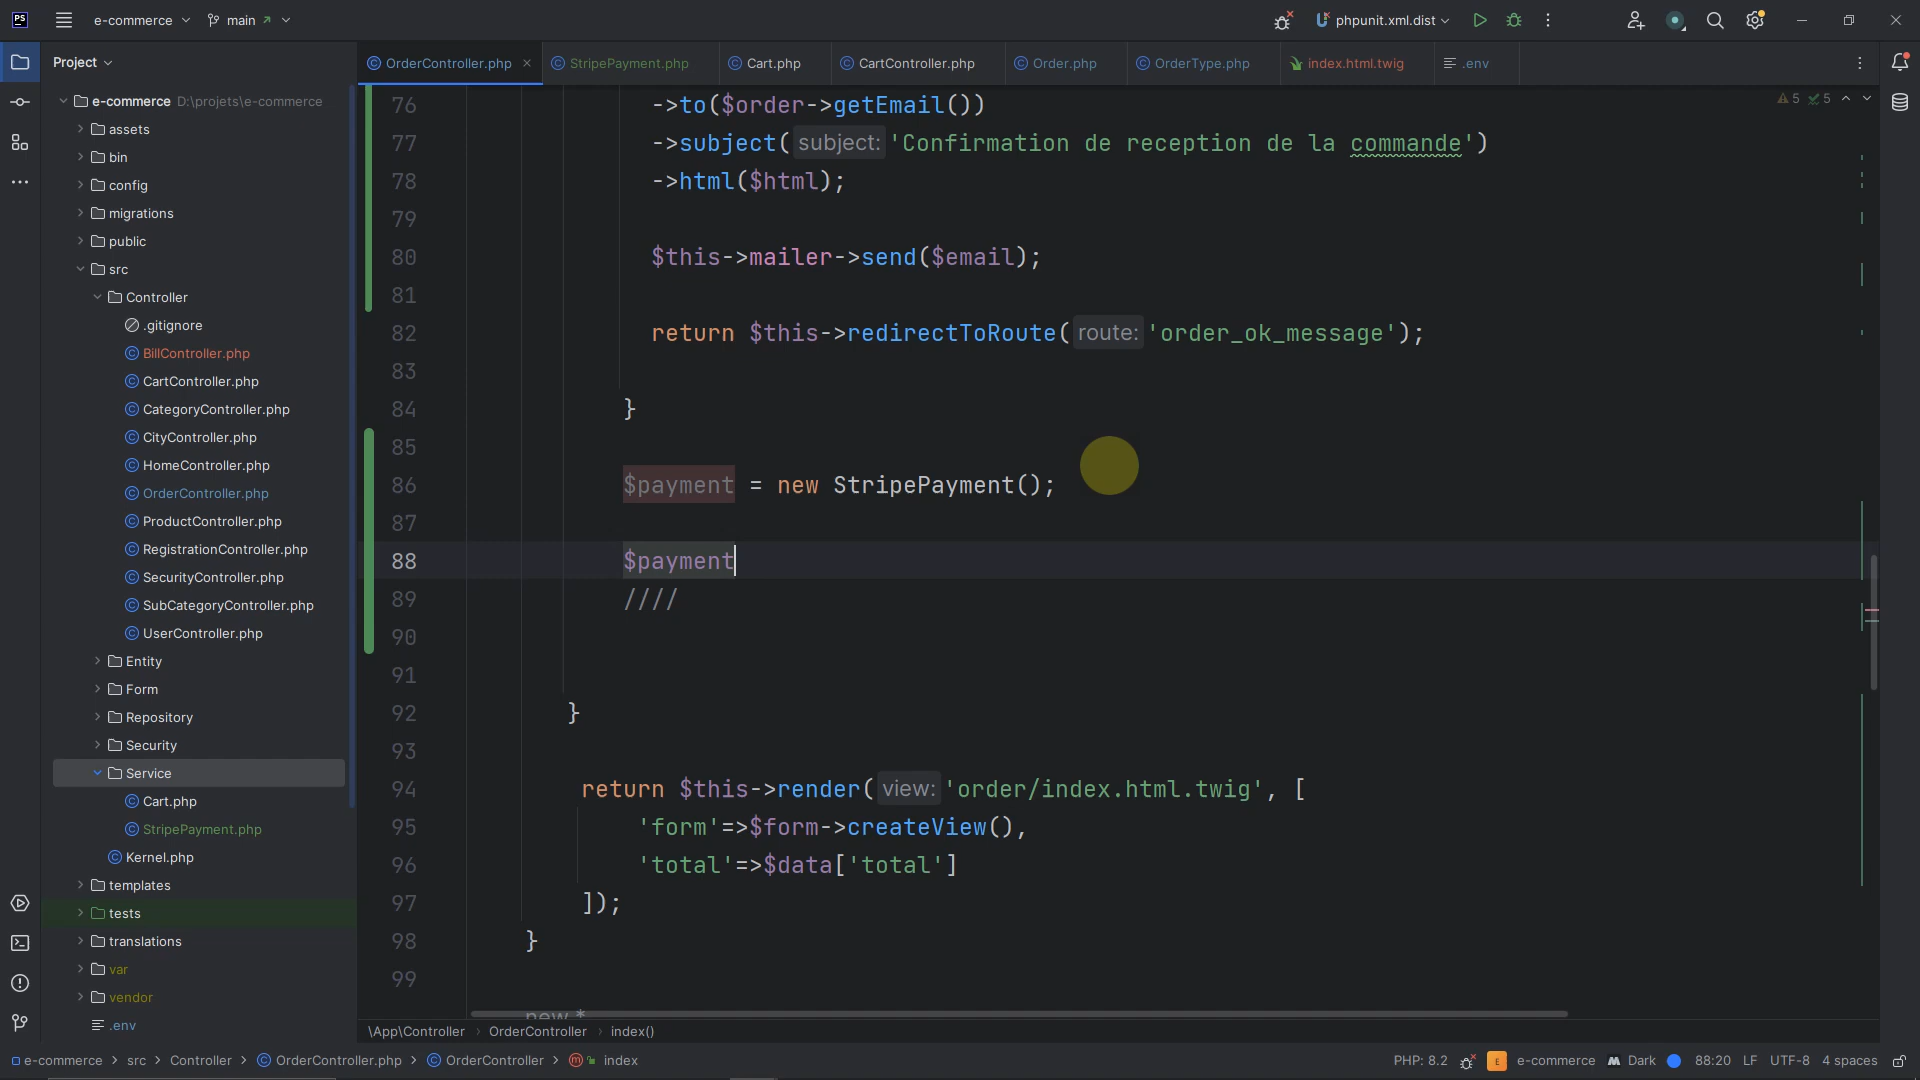 PS e-commerce main phpunit.xml.dist
Project
OrderController.php StripePayment.php Cart.php CartController.php Order.php OrderType.php index.html.twig .env
e-commerce D:\projets\e-commerce
assets
bin
config
migrations
public
src
Controller
.gitignore
BillController.php
CartController.php
CategoryController.php
CityController.php
HomeController.php
OrderController.php
ProductController.php
RegistrationController.php
SecurityController.php
SubCategoryController.php
UserController.php
Entity
Form
Repository
Security
Service
Cart.php
StripePayment.php
Kernel.php
templates
tests
translations
var
vendor
.env
5 5
76 ->to($order->getEmail())
77 ->subject( subject: 'Confirmation de reception de la commande')
78 ->html($html);
79
80 $this->mailer->send($email);
81
82 return $this->redirectToRoute( route: 'order_ok_message');
83
84 }
85
86 $payment = new StripePayment();
87
88 $payment
89 ////
90
91
92 }
93
94 return $this->render( view: 'order/index.html.twig', [
95 'form'=>$form->createView(),
96 'total'=>$data['total']
97 ]);
98 }
99
new *
\App\Controller › OrderController › index()
e-commerce > src > Controller > OrderController.php > OrderController > index
PHP: 8.2 e-commerce Dark 88:20 LF UTF-8 4 spaces